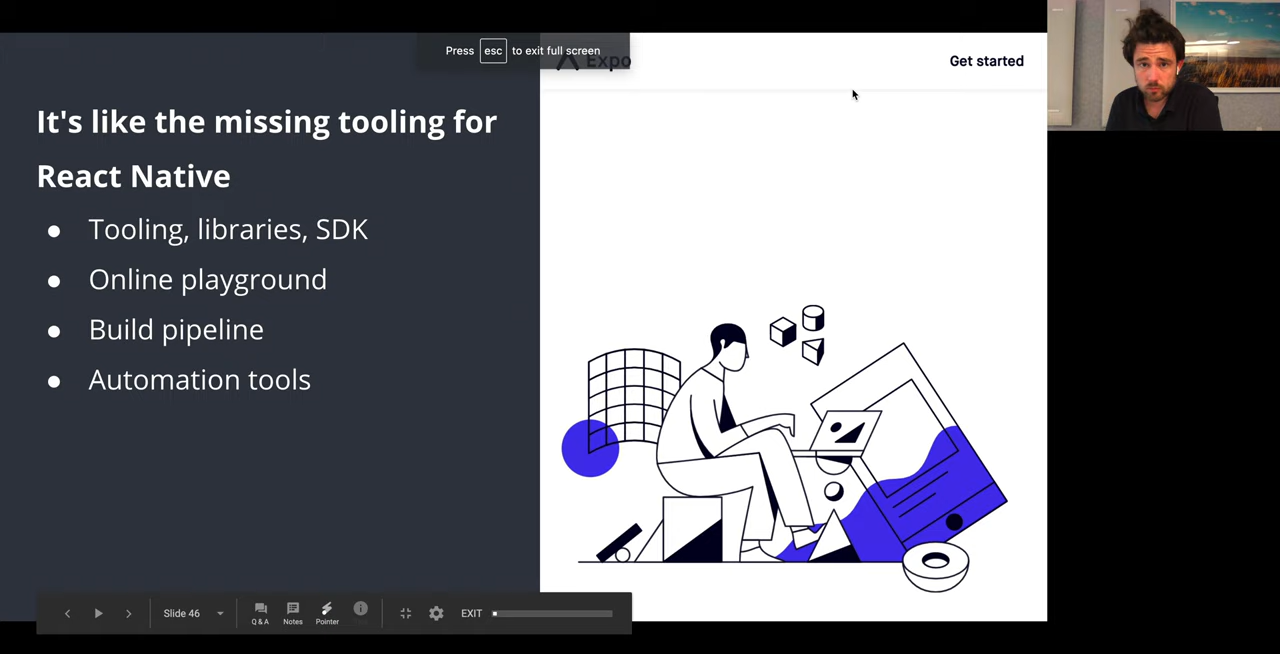 Press esc to exit full screen
Expo
Get started
It's like the missing tooling for
React Native
● Tooling, libraries, SDK
● Online playground
● Build pipeline
● Automation tools
Slide 46
Q & A
Notes
Pointer
EXIT